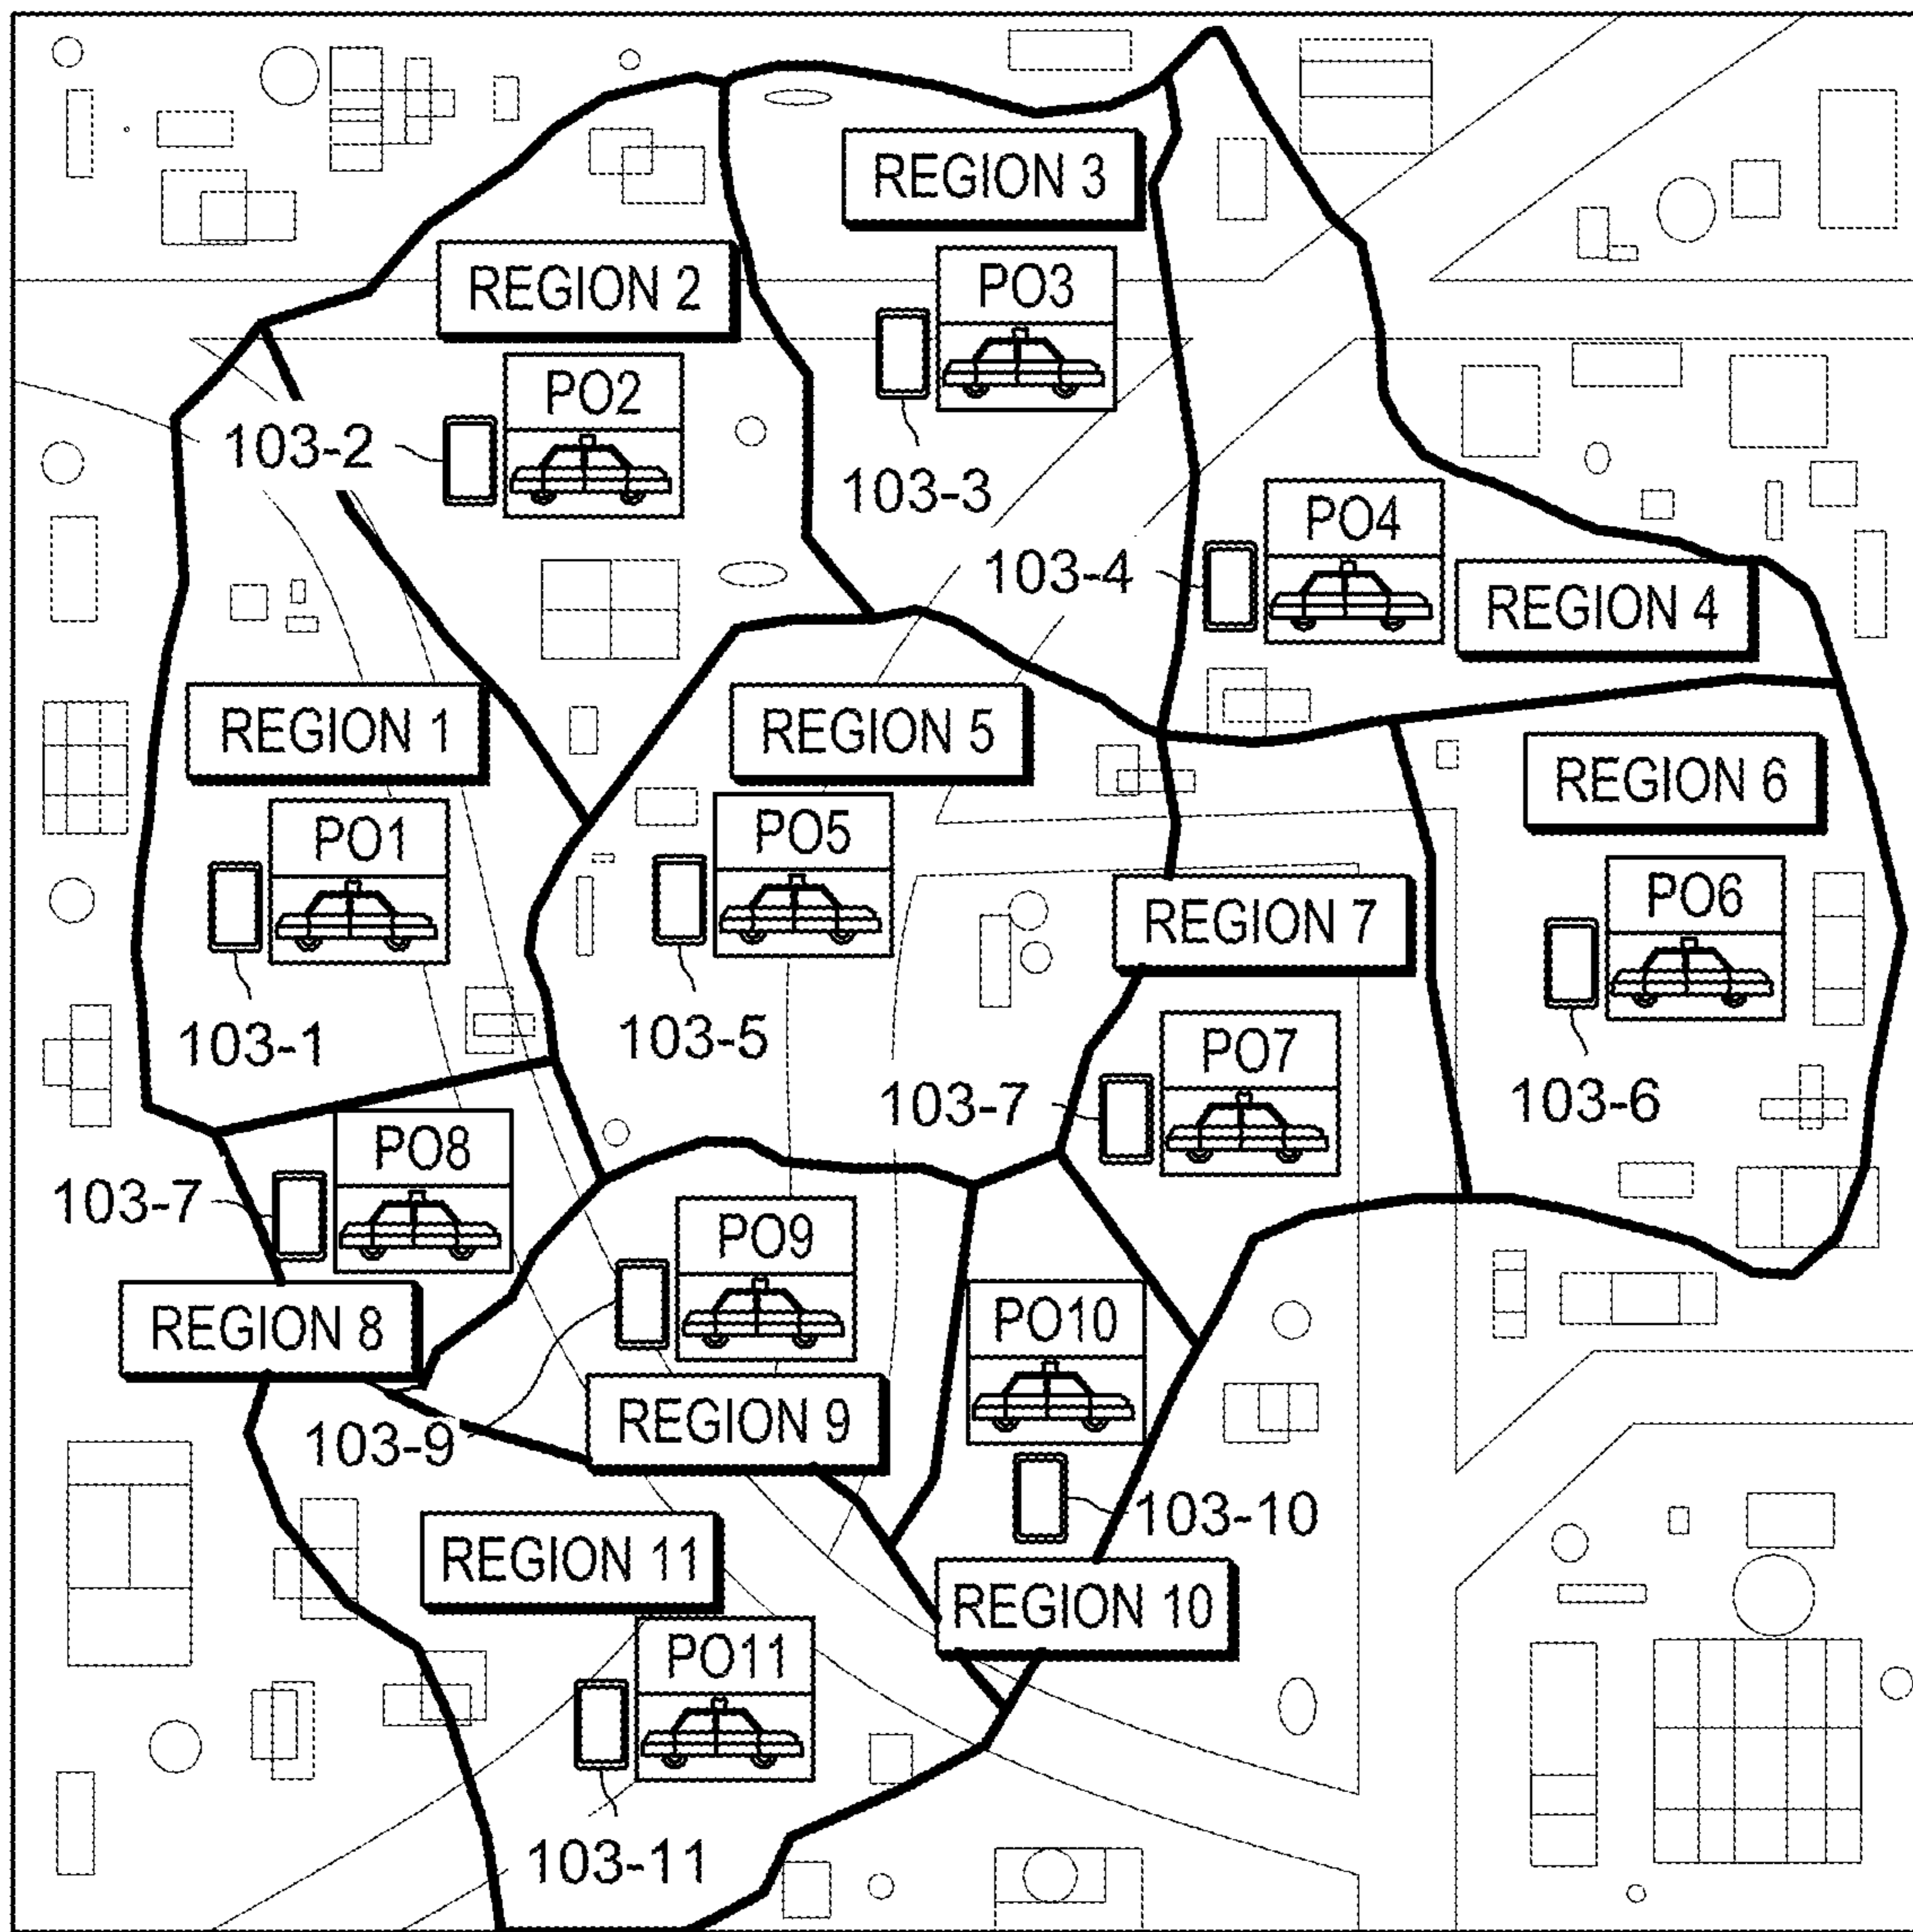 REGION 3
REGION 2
PO3
PO2
103-2
103-3
PO4
103-4
REGION 4
REGION 1
REGION 5
REGION 6
PO1
PO5
PO6
REGION 7
103-1
103-5
PO7
103-7
103-6
PO8
103-7
PO9
REGION 8
PO10
REGION 9
103-9
103-10
REGION 11
REGION 10
PO11
103-11